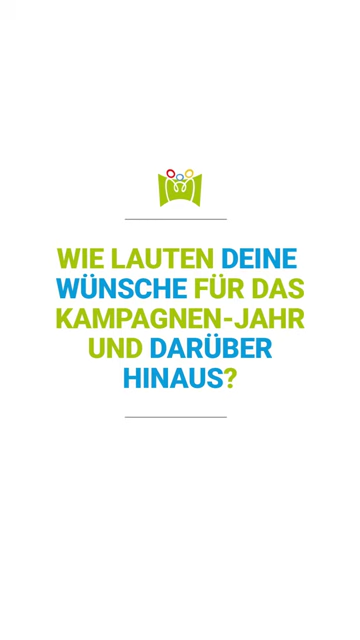 WIE LAUTEN DEINE
WÜNSCHE FÜR DAS
KAMPAGNEN-JAHR
UND DARÜBER
HINAUS?